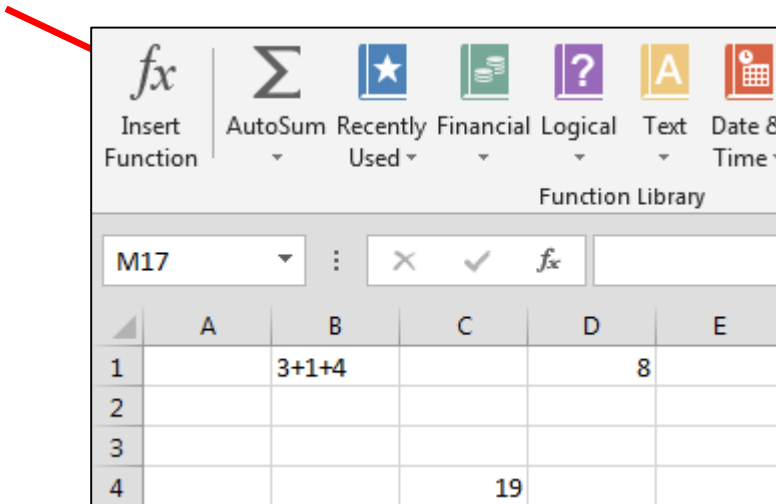 fx Σ ? A
Insert Function AutoSum Recently Used Financial Logical Text Date & Time
Function Library
M17 fx
A B C D E
1 3+1+4 8
2
3
4 19